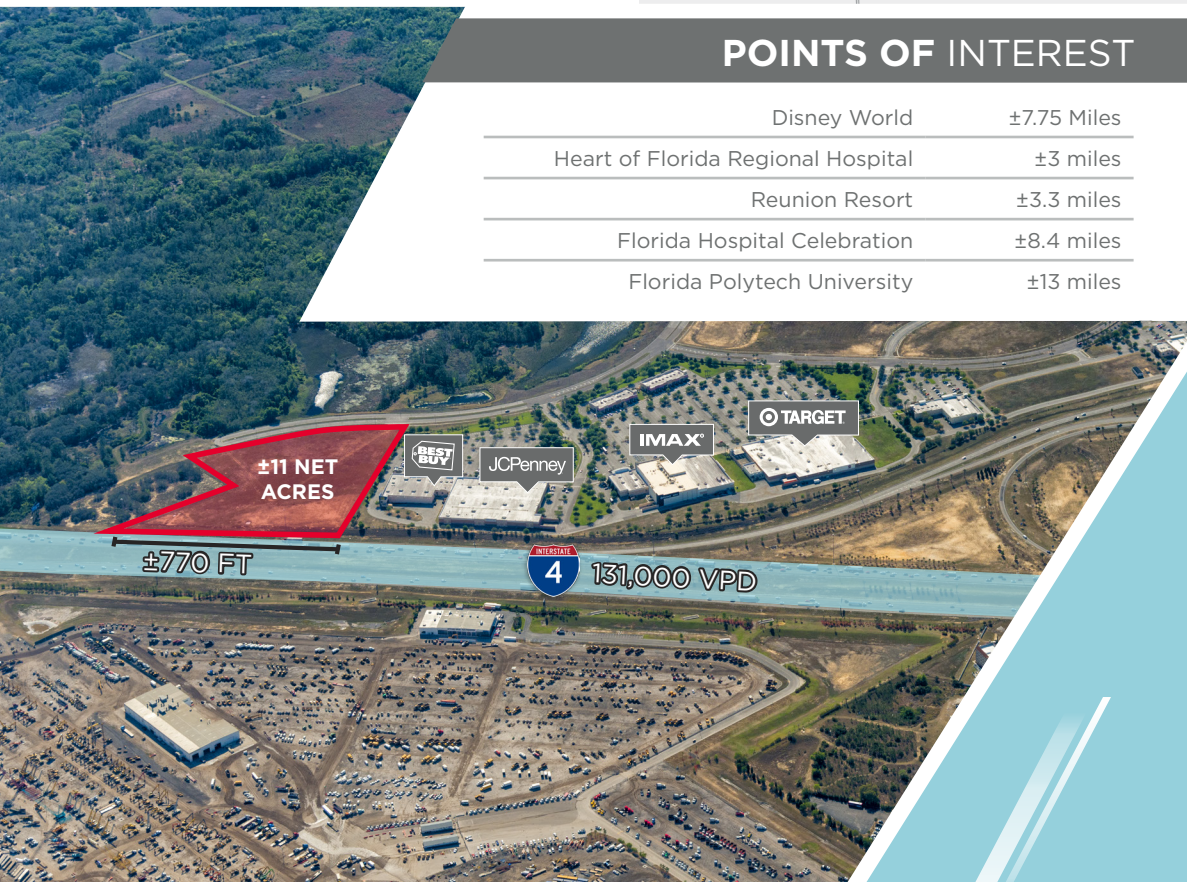 POINTS OF INTEREST
Disney World ±7.75 Miles
Heart of Florida Regional Hospital ±3 miles
Reunion Resort ±3.3 miles
Florida Hospital Celebration ±8.4 miles
Florida Polytech University ±13 miles
TARGET
IMAX
BEST
BUY
JCPenney
±11 NET
ACRES
±770 FT
INTERSTATE
4
131,000 VPD